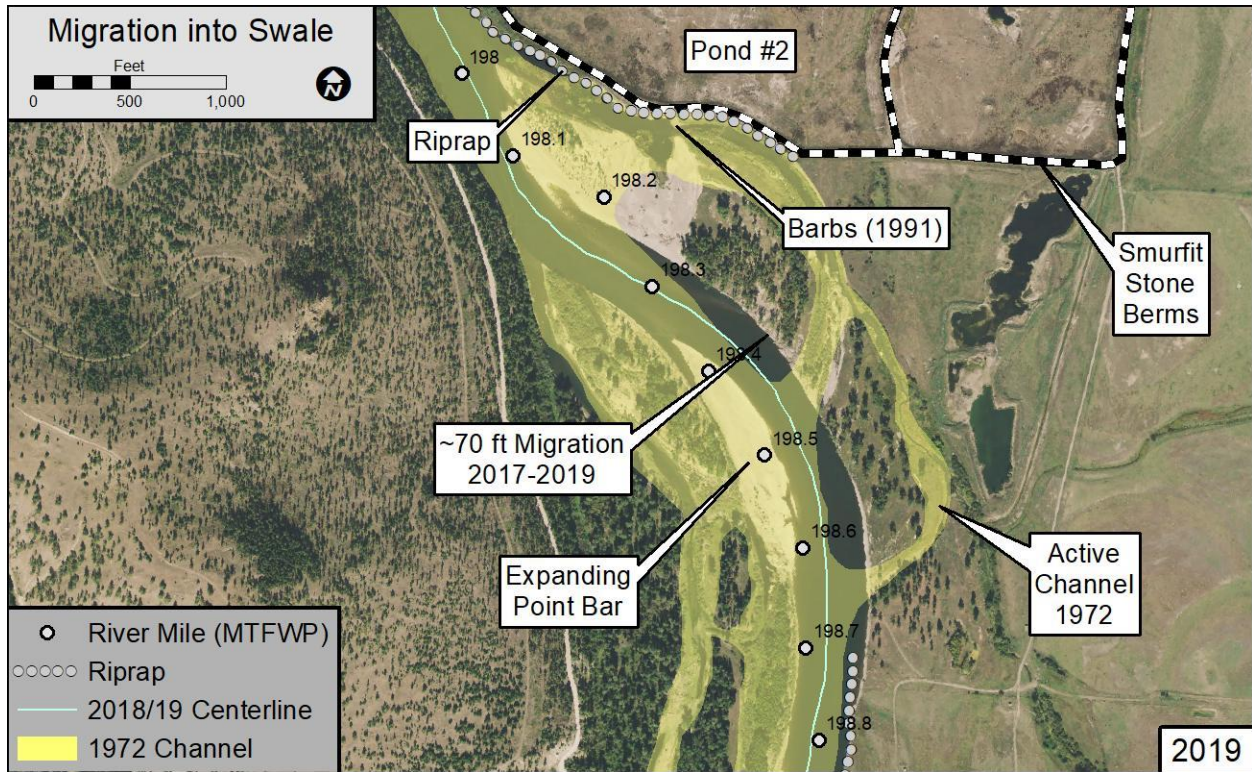 Migration into Swale
Feet
0 500 1,000
N
Pond #2
198
Riprap
198.1
198.2
Barbs (1991)
Smurfit
Stone
Berms
198.3
198.4
~70 ft Migration
2017-2019
198.5
Expanding
Point Bar
198.6
Active
Channel
1972
198.7
198.8
River Mile (MTFWP)
Riprap
2018/19 Centerline
1972 Channel
2019